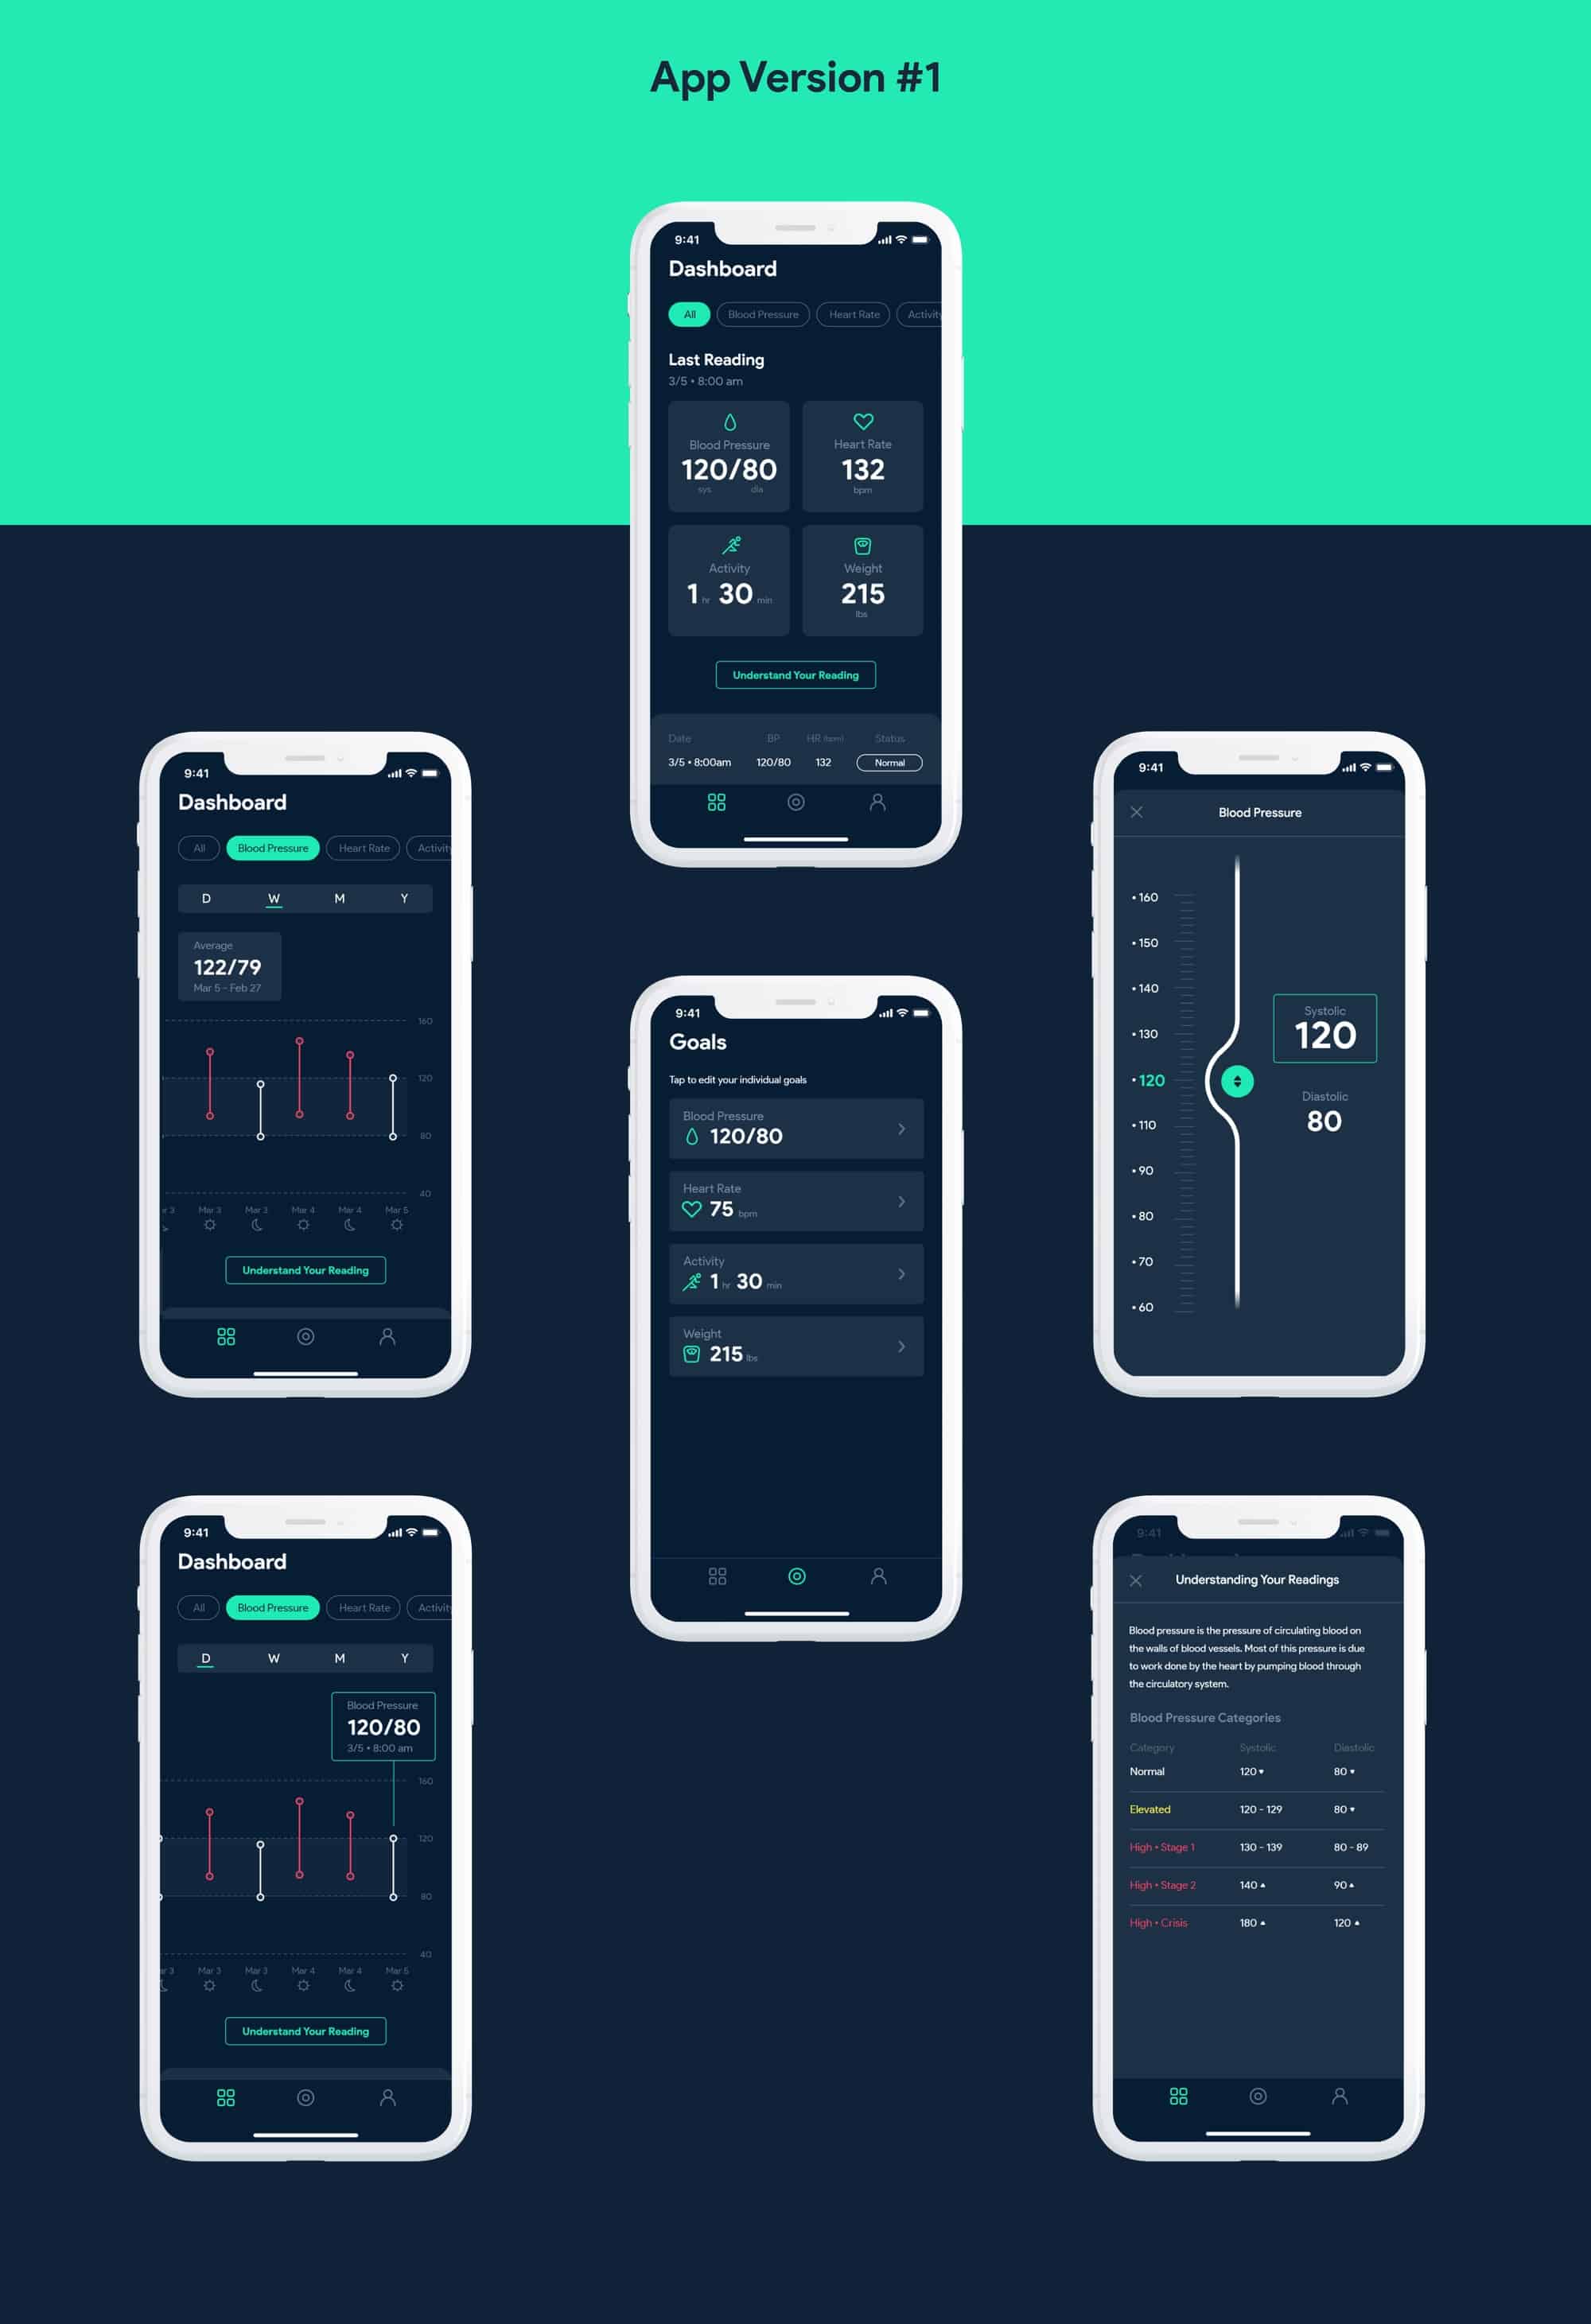 App Version #1
9:41
Dashboard
All Blood Pressure Heart Rate Activity
Last Reading
3/5 • 8:00 am
Blood Pressure Heart Rate
120/80 132
sys dia bpm
Activity Weight
1 hr 30 min 215
lbs
Understand Your Reading
Date BP HR (bpm) Status
3/5 • 8:00am 120/80 132 Normal
9:41
Dashboard
All Blood Pressure Heart Rate Activity
D W M Y
Average
122/79
Mar 5 - Feb 27
160
120
80
40
ar 3 Mar 3 Mar 3 Mar 4 Mar 4 Mar 5
Understand Your Reading
9:41
Goals
Tap to edit your individual goals
Blood Pressure
120/80
Heart Rate
75 bpm
Activity
1 hr 30 min
Weight
215 lbs
9:41
Blood Pressure
• 160
• 150
• 140
• 130
• 120
• 110
• 90
• 80
• 70
• 60
Systolic
120
Diastolic
80
9:41
Dashboard
All Blood Pressure Heart Rate Activity
D W M Y
Blood Pressure
120/80
3/5 • 8:00 am
160
120
80
40
ar 3 Mar 3 Mar 3 Mar 4 Mar 4 Mar 5
Understand Your Reading
9:41
Understanding Your Readings
Blood pressure is the pressure of circulating blood on
the walls of blood vessels. Most of this pressure is due
to work done by the heart by pumping blood through
the circulatory system.
Blood Pressure Categories
Category Systolic Diastolic
Normal 120 ▾ 80 ▾
Elevated 120 - 129 80 ▾
High • Stage 1 130 - 139 80 - 89
High • Stage 2 140 ▴ 90 ▴
High • Crisis 180 ▴ 120 ▴